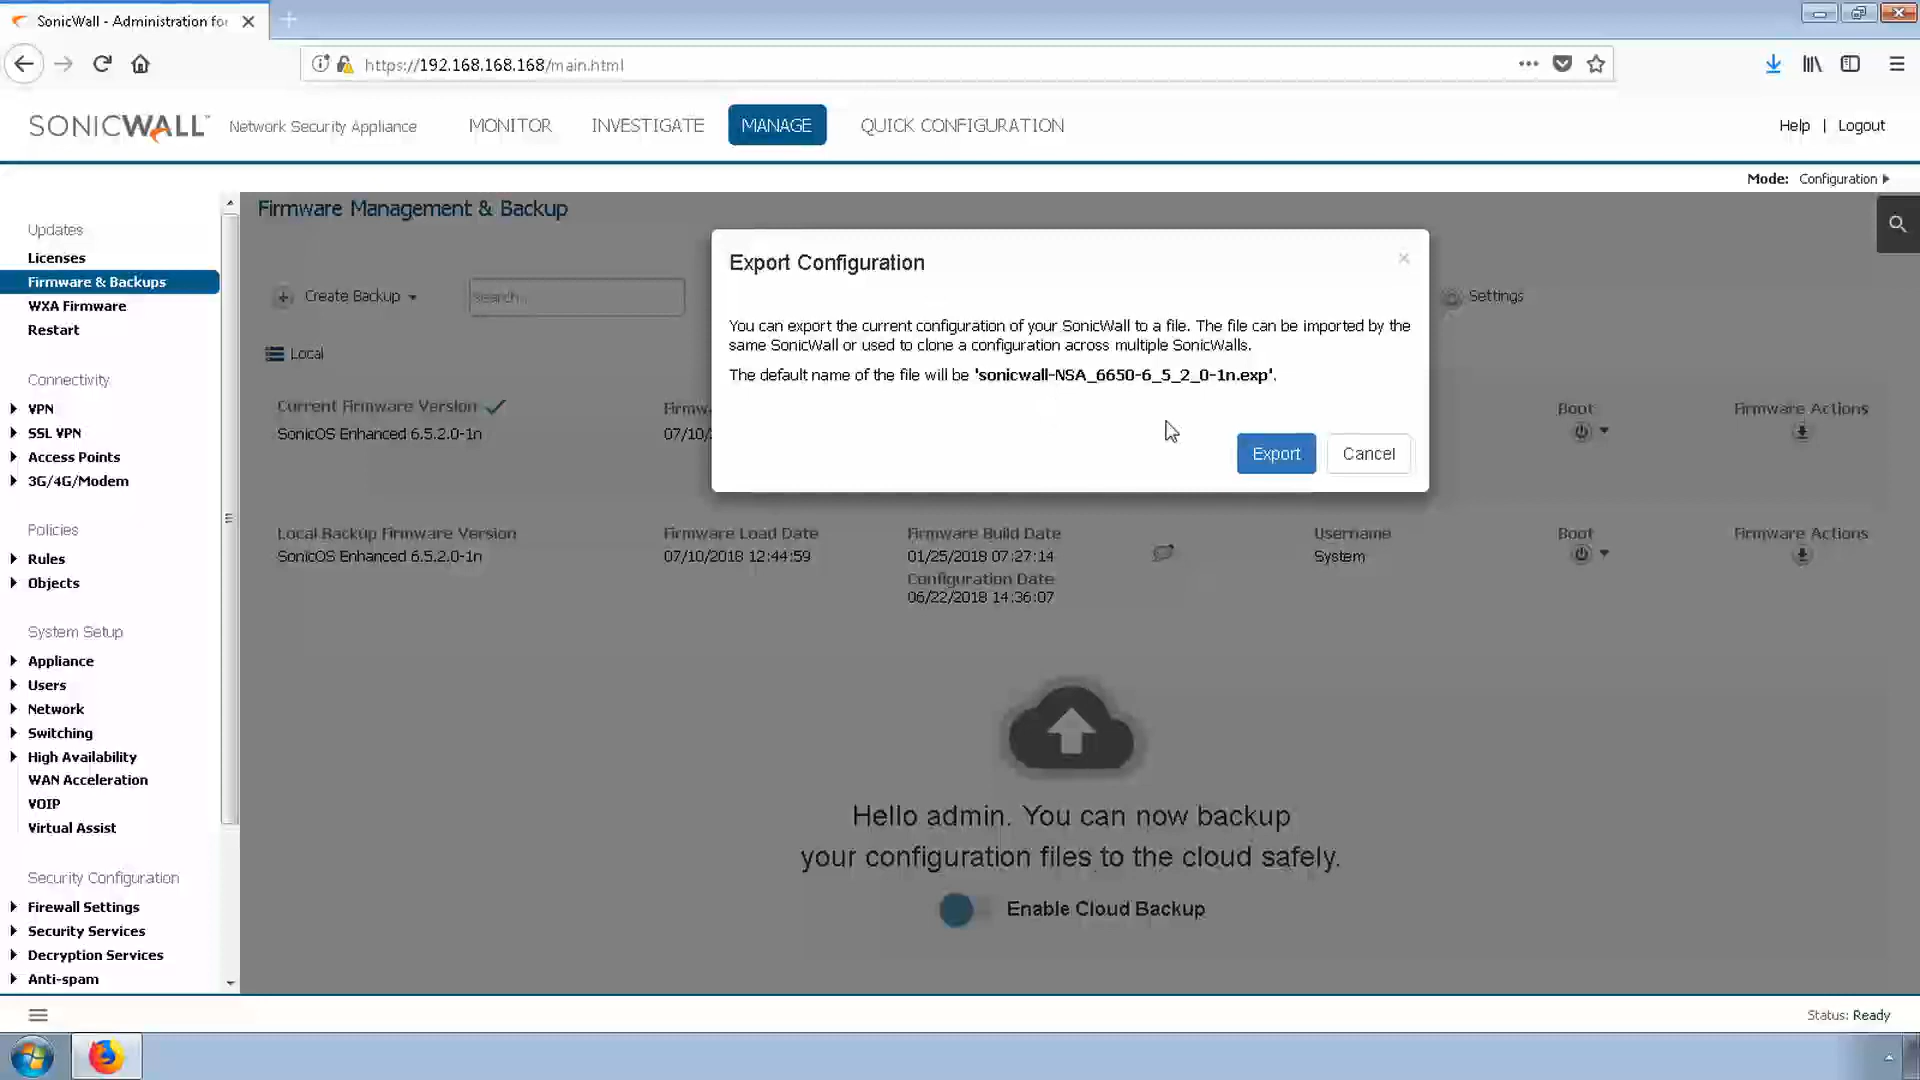 SonicWall - Administration for
https://192.168.168.168/main.html
SONICWALL Network Security Appliance MONITOR INVESTIGATE MANAGE QUICK CONFIGURATION Help | Logout
Mode: Configuration
Updates
Licenses
Firmware & Backups
WXA Firmware
Restart
Connectivity
VPN
SSL VPN
Access Points
3G/4G/Modem
Policies
Rules
Objects
System Setup
Appliance
Users
Network
Switching
High Availability
WAN Acceleration
VOIP
Virtual Assist
Security Configuration
Firewall Settings
Security Services
Decryption Services
Anti-spam
Firmware Management & Backup
Create Backup Search... Settings
Local
Export Configuration
You can export the current configuration of your SonicWall to a file. The file can be imported by the
same SonicWall or used to clone a configuration across multiple SonicWalls.
The default name of the file will be 'sonicwall-NSA_6650-6_5_2_0-1n.exp'.
Export Cancel
Current Firmware Version Firmw Boot Firmware Actions
SonicOS Enhanced 6.5.2.0-1n 07/10/
Local Backup Firmware Version Firmware Load Date Firmware Build Date Username Boot Firmware Actions
SonicOS Enhanced 6.5.2.0-1n 07/10/2018 12:44:59 01/25/2018 07:27:14 System
Configuration Date
06/22/2018 14:36:07
Hello admin. You can now backup
your configuration files to the cloud safely.
Enable Cloud Backup
Status: Ready